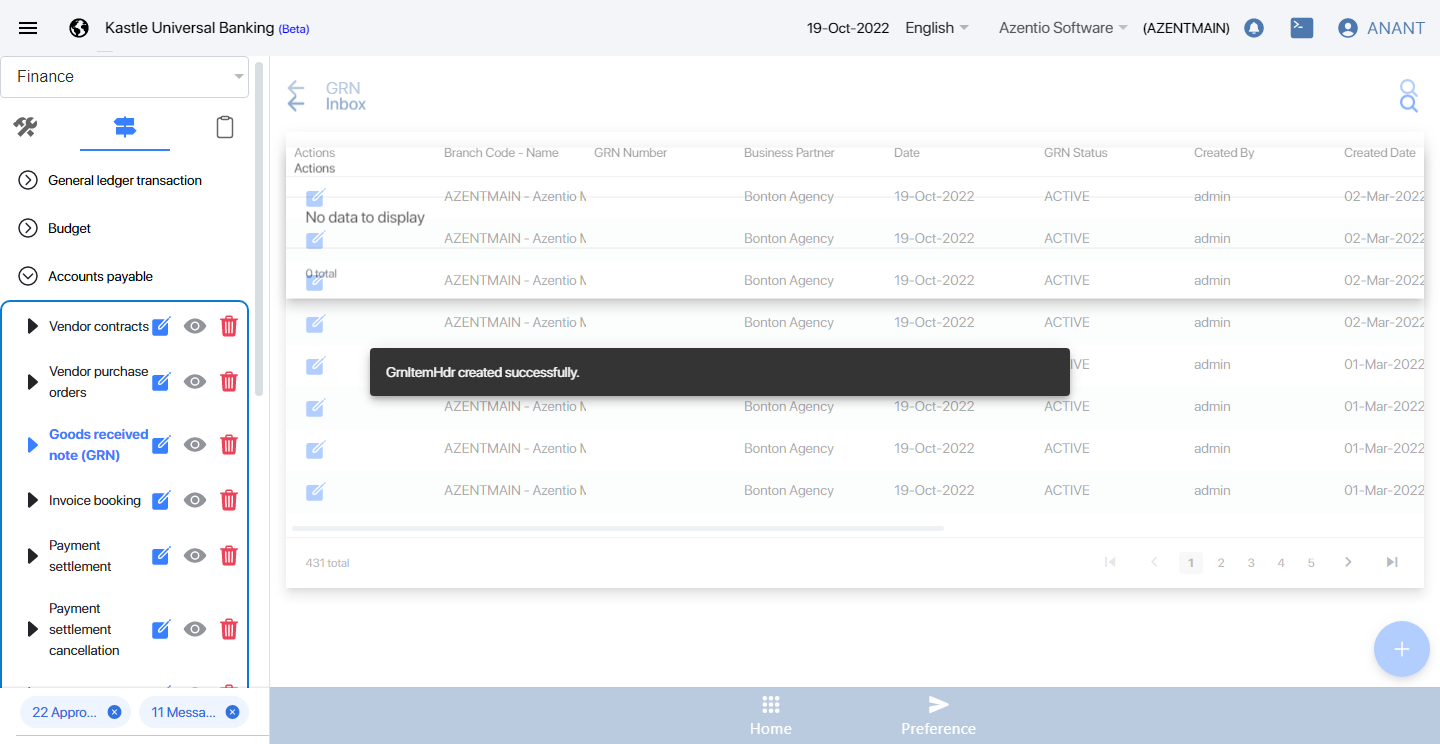 Kastle Universal Banking (Beta)
19-Oct-2022 English Azentio Software (AZENTMAIN) ANANT
Finance
General ledger transaction
Budget
Accounts payable
Vendor contracts
Vendor purchase
orders
Goods received
note (GRN)
Invoice booking
Payment
settlement
Payment
settlement
cancellation
22 Appro... 11 Messa...
GRN
Inbox
Actions Branch Code - Name GRN Number Business Partner Date GRN Status Created By Created Date
Actions
AZENTMAIN - Azentio M Bonton Agency 19-Oct-2022 ACTIVE admin 02-Mar-2022
No data to display
AZENTMAIN - Azentio M Bonton Agency 19-Oct-2022 ACTIVE admin 02-Mar-2022
0 total
AZENTMAIN - Azentio M Bonton Agency 19-Oct-2022 ACTIVE admin 02-Mar-2022
AZENTMAIN - Azentio M Bonton Agency 19-Oct-2022 ACTIVE admin 02-Mar-2022
IVE admin 01-Mar-2022
GrnItemHdr created successfully.
AZENTMAIN - Azentio M Bonton Agency 19-Oct-2022 ACTIVE admin 01-Mar-2022
AZENTMAIN - Azentio M Bonton Agency 19-Oct-2022 ACTIVE admin 01-Mar-2022
AZENTMAIN - Azentio M Bonton Agency 19-Oct-2022 ACTIVE admin 01-Mar-2022
431 total 1 2 3 4 5
Home Preference